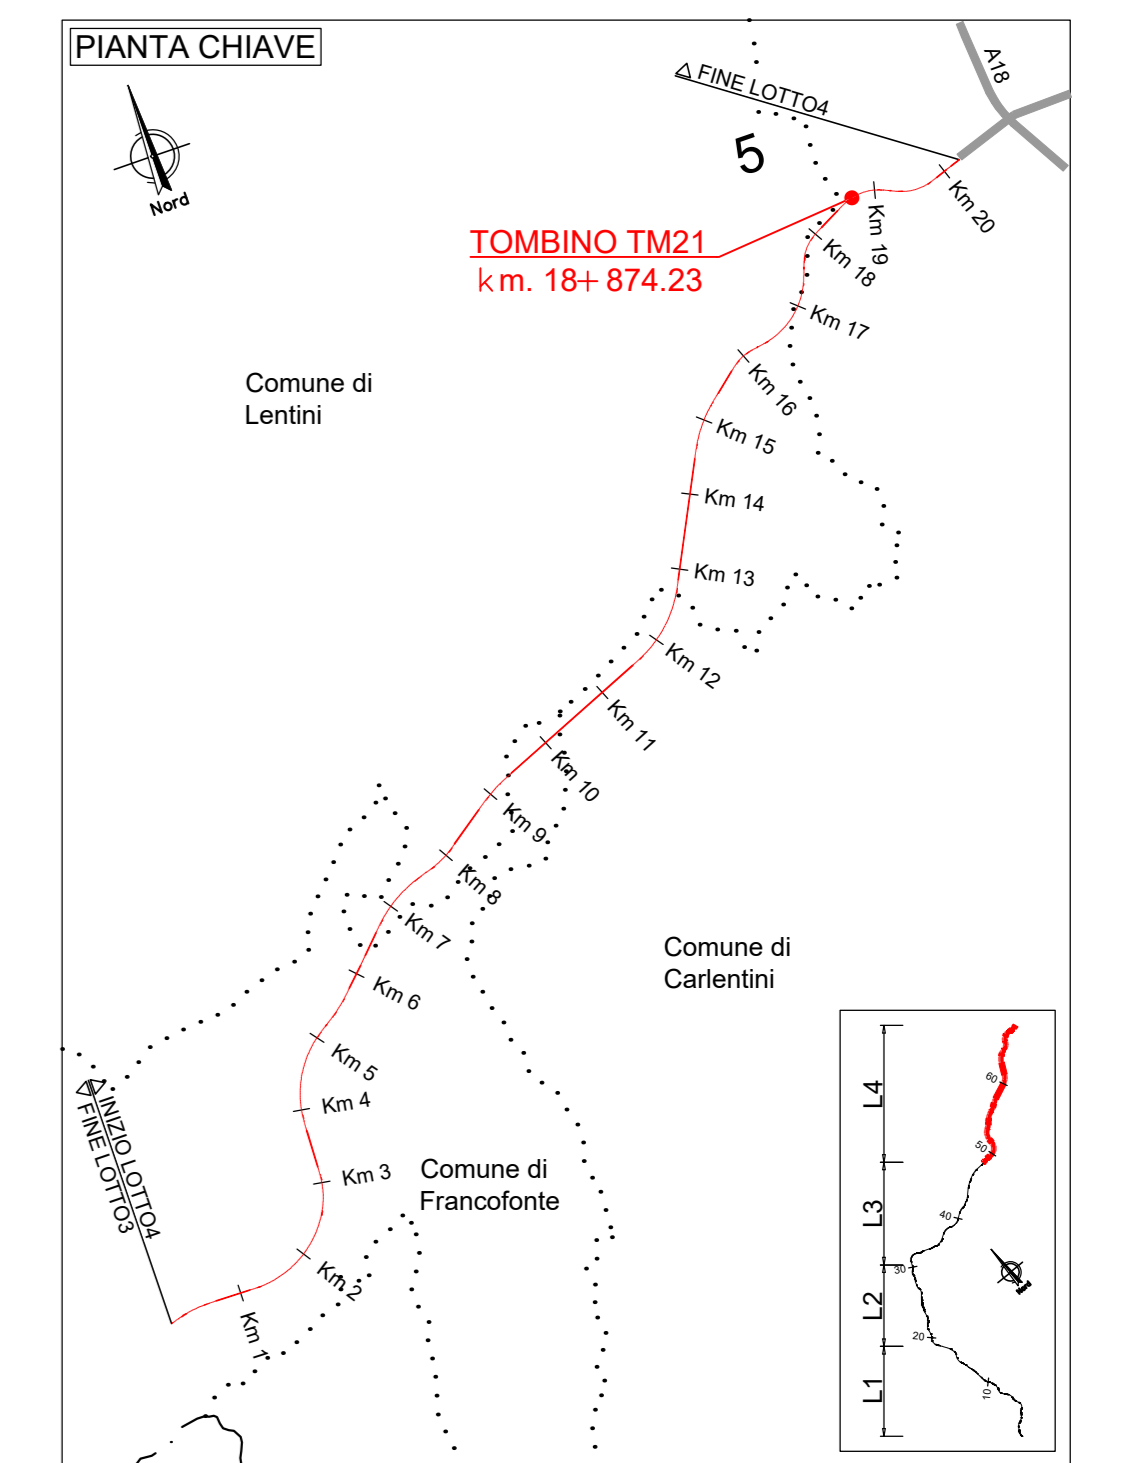 PIANTA CHIAVE
Nord
FINE LOTTO4
A18
5
Km 20
Km 19
TOMBINO TM21
km. 18+874.23
Km 18
Km 17
Comune di
Lentini
Km 16
Km 15
Km 14
Km 13
Km 12
Km 11
Km 10
Km 9
Km 8
Km 7
Comune di
Carlentini
Km 6
Km 5
Km 4
INIZIO LOTTO4
FINE LOTTO3
Km 3
Comune di
Francofonte
Km 2
Km 1
L4
60
50
L3
40
30
L2
20
L1
10